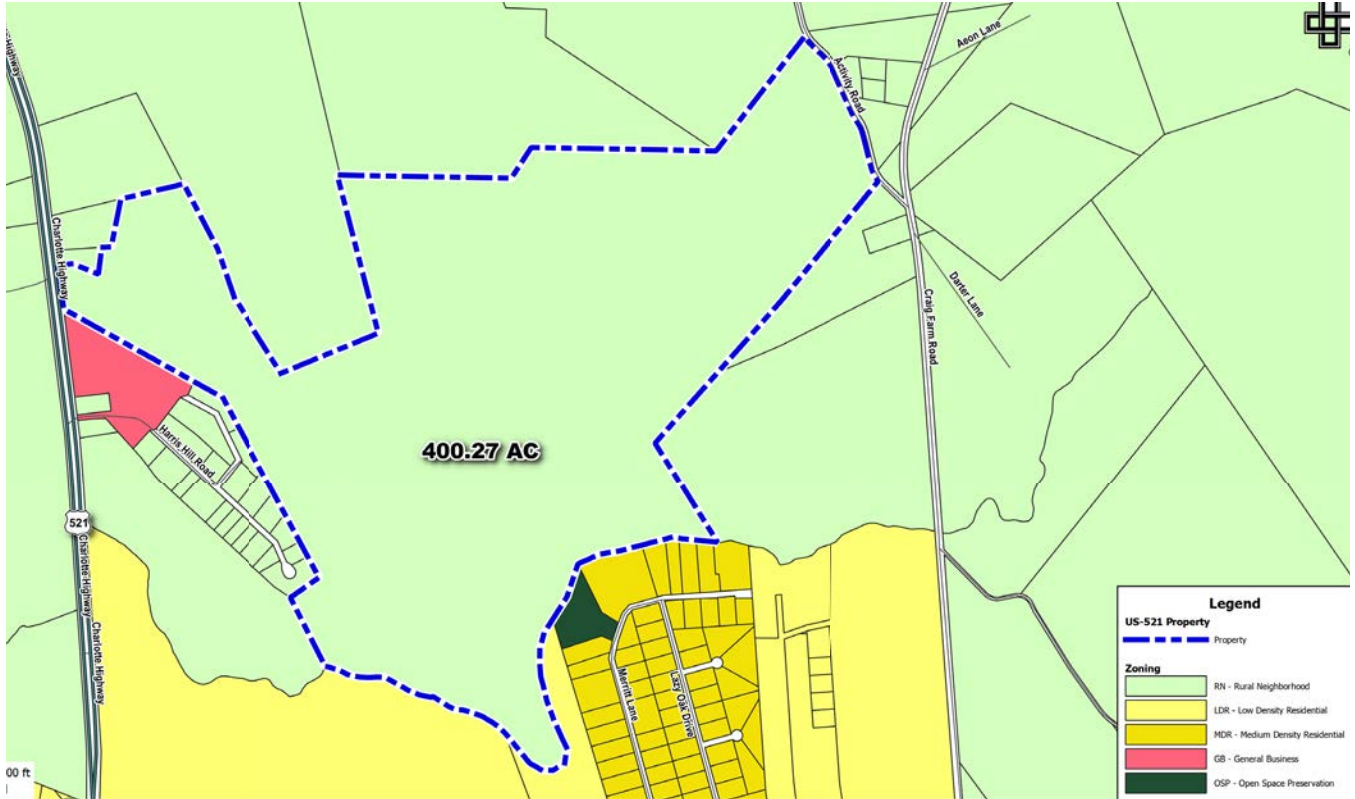 Highway
Aeon Lane
Activity Road
Charlotte Highway
Darter Lane
Craig Farm Road
400.27 AC
Harris Hill Road
521
Charlotte Highway
Charlotte Highway
Merritt Lane
Lazy Oak Drive
00 ft
Legend
US-521 Property
Property
Zoning
RN - Rural Neighborhood
LDR - Low Density Residential
MDR - Medium Density Residential
GB - General Business
OSP - Open Space Preservation